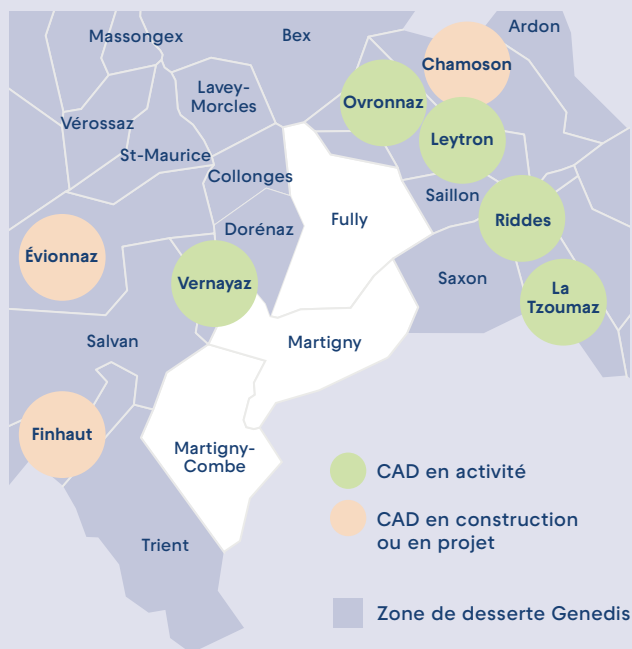 Ardon
Massongex
Bex
Chamoson
Lavey-
Morcles
Ovronnaz
Vérossaz
Leytron
St-Maurice
Collonges
Saillon
Fully
Riddes
Dorénaz
Évionnaz
Vernayaz
Saxon
La
Tzoumaz
Salvan
Martigny
Finhaut
Martigny-
Combe
CAD en activité
CAD en construction
ou en projet
Trient
Zone de desserte Genedis